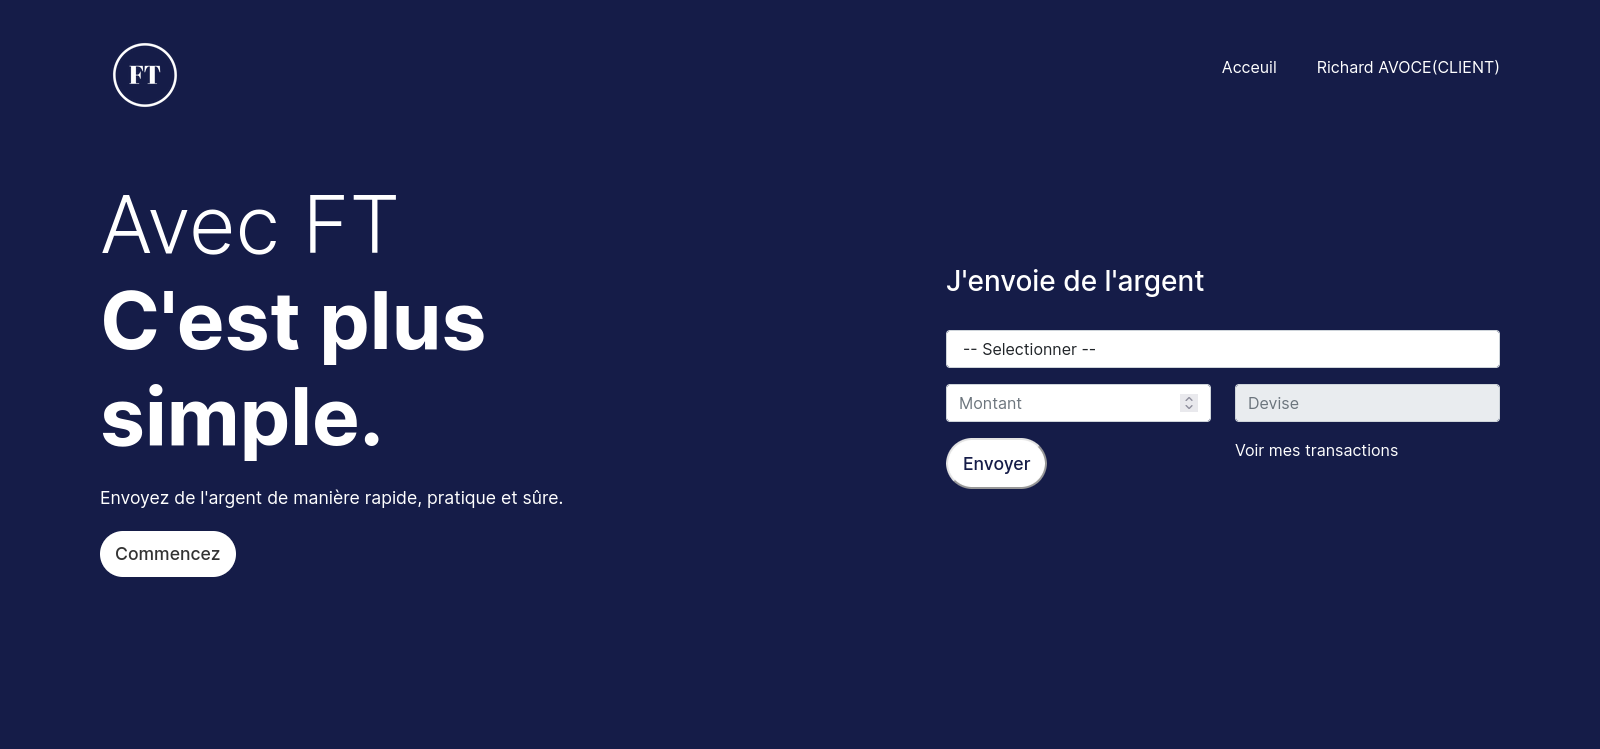 FT
Acceuil
Richard AVOCE(CLIENT)
Avec FT
C'est plus
simple.
Envoyez de l'argent de manière rapide, pratique et sûre.
Commencez
J'envoie de l'argent
-- Selectionner --
Montant
Devise
Envoyer
Voir mes transactions